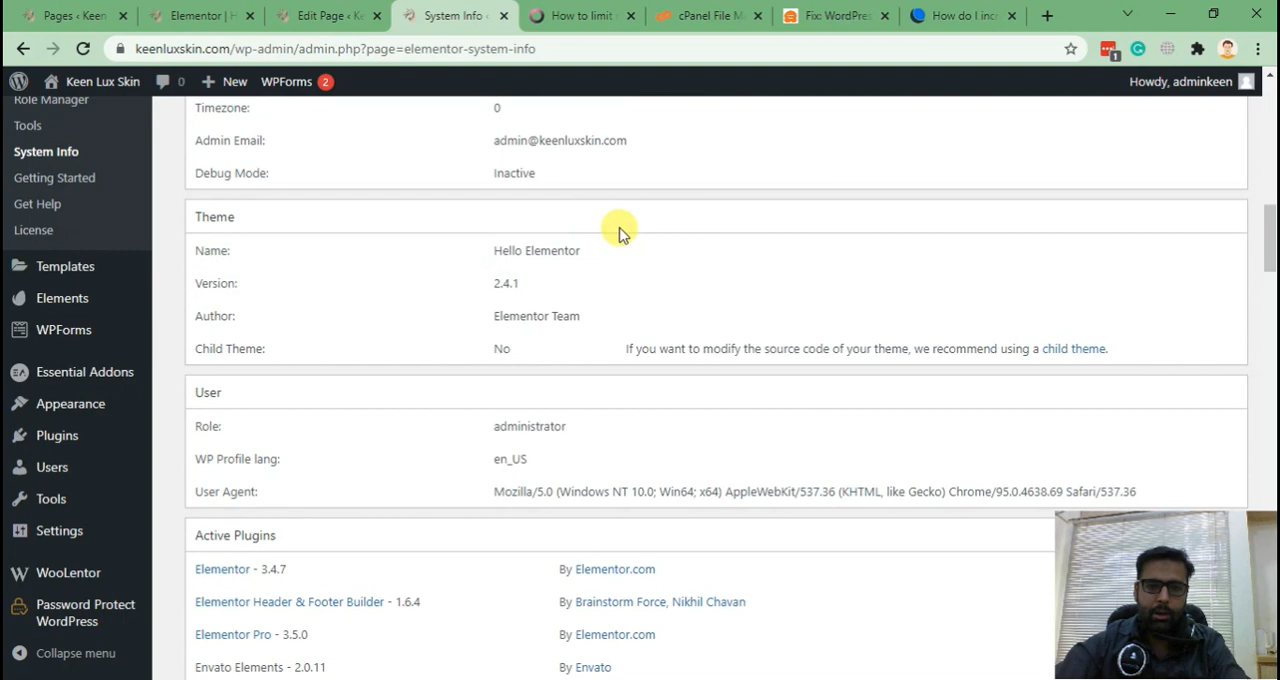 Pages ‹ Keen
Elementor | H
Edit Page ‹ Ke
System Info ‹
How to limit
cPanel File M
Fix: WordPres
How do I incr
keenluxskin.com/wp-admin/admin.php?page=elementor-system-info
1
Keen Lux Skin
0
New
WPForms 2
Howdy, adminkeen
Role Manager
Tools
System Info
Getting Started
Get Help
License
Templates
Elements
WPForms
Essential Addons
Appearance
Plugins
Users
Tools
Settings
WooLentor
Password Protect
WordPress
Collapse menu
Timezone: 0
Admin Email: admin@keenluxskin.com
Debug Mode: Inactive
Theme
Name: Hello Elementor
Version: 2.4.1
Author: Elementor Team
Child Theme: No If you want to modify the source code of your theme, we recommend using a child theme.
User
Role: administrator
WP Profile lang: en_US
User Agent: Mozilla/5.0 (Windows NT 10.0; Win64; x64) AppleWebKit/537.36 (KHTML, like Gecko) Chrome/95.0.4638.69 Safari/537.36
Active Plugins
Elementor - 3.4.7 By Elementor.com
Elementor Header & Footer Builder - 1.6.4 By Brainstorm Force, Nikhil Chavan
Elementor Pro - 3.5.0 By Elementor.com
Envato Elements - 2.0.11 By Envato